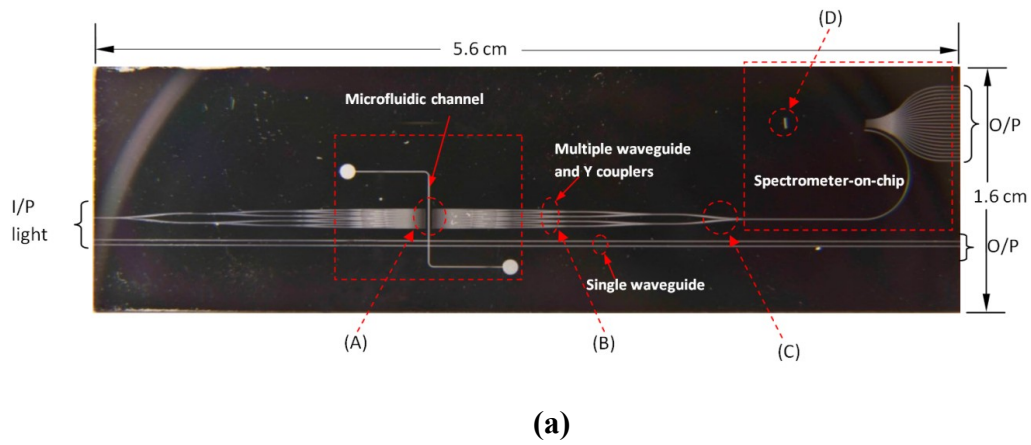 (D)
5.6 cm
Microfluidic channel
Multiple waveguide
and Y couplers
O/P
Spectrometer-on-chip
1.6 cm
I/P
light
O/P
Single waveguide
(A)
(B)
(C)
(a)